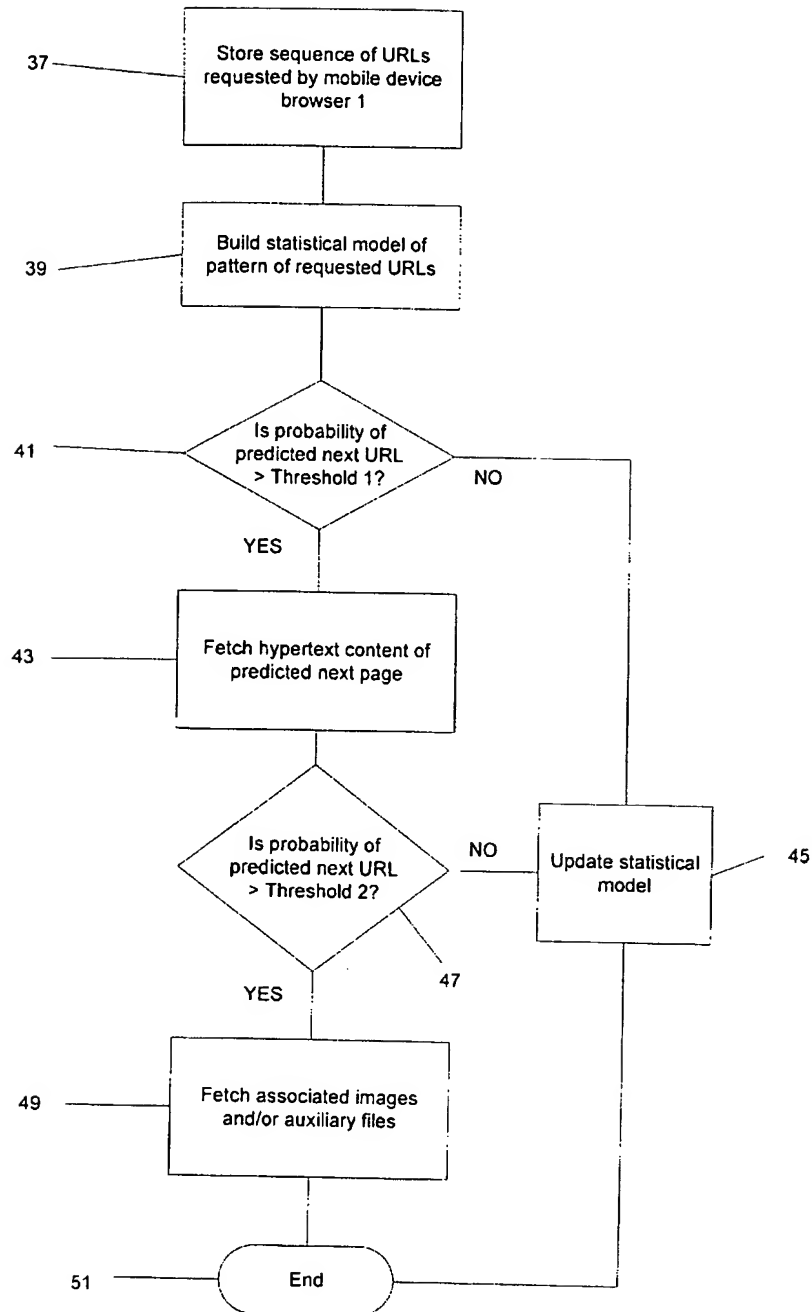 37
Store sequence of URLs
requested by mobile device
browser 1
39
Build statistical model of
pattern of requested URLs
41
Is probability of
predicted next URL
> Threshold 1?
NO
YES
43
Fetch hypertext content of
predicted next page
Is probability of
predicted next URL
> Threshold 2?
NO
Update statistical
model
45
47
YES
49
Fetch associated images
and/or auxiliary files
51
End